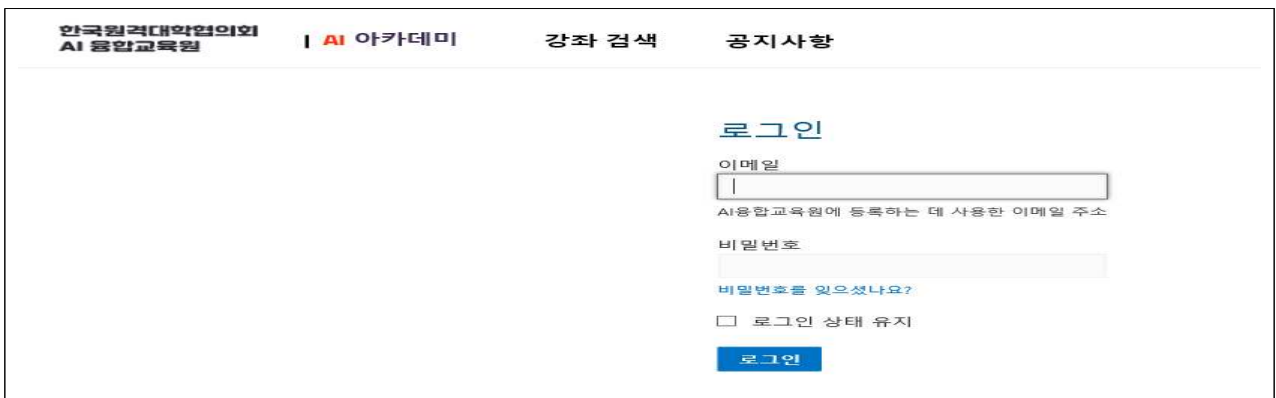 한국원격대학협의회
AI 융합교육원
| AI 아카데미 강좌 검색 공지사항
로그인
이메일
AI융합교육원에 등록하는 데 사용한 이메일 주소
비밀번호
비밀번호를 잊으셨나요?
로그인 상태 유지
로그인